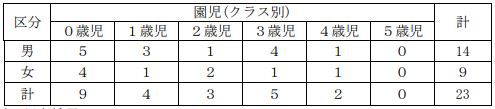 区分 園児(クラス別) 計
０歳児 １歳児 ２歳児 ３歳児 ４歳児 ５歳児
男 5 3 1 4 1 0 14
女 4 1 2 1 1 0 9
計 9 4 3 5 2 0 23